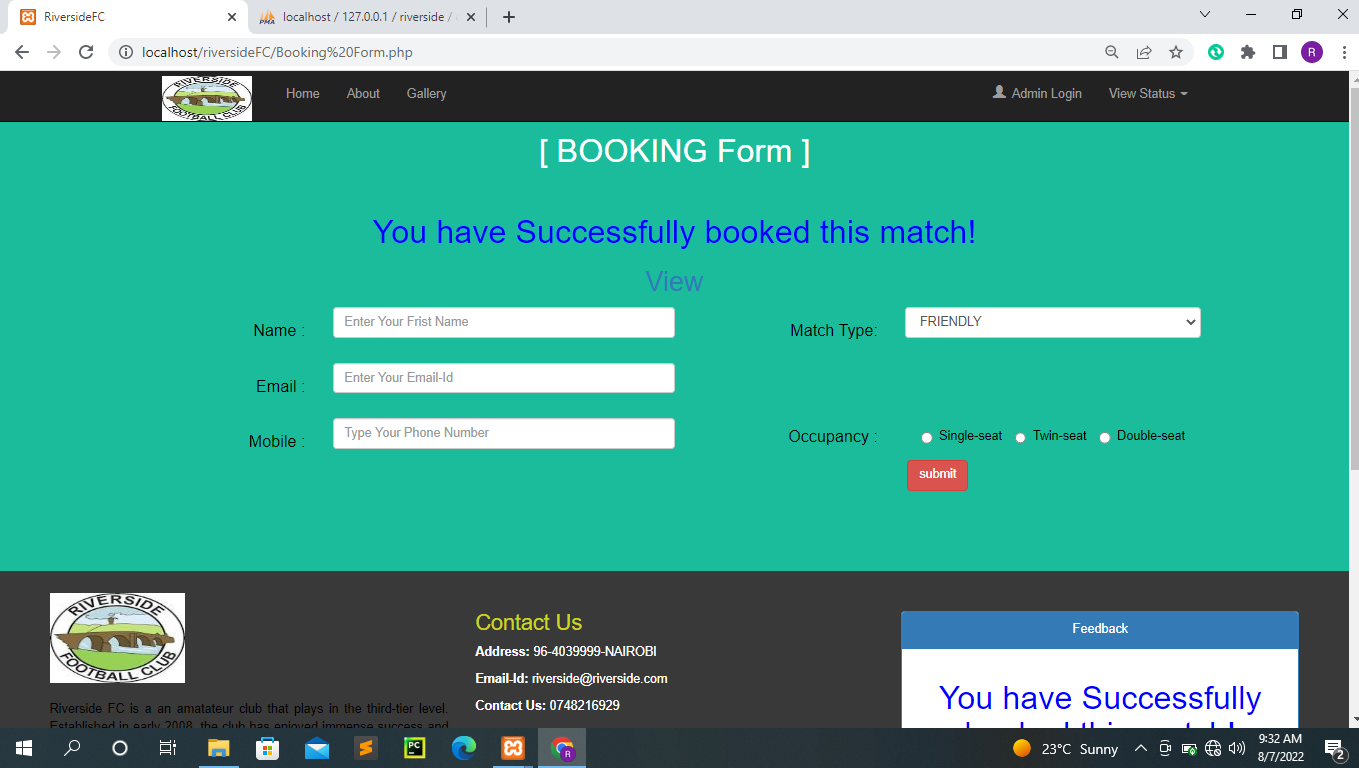 RiversideFC
localhost / 127.0.0.1 / riverside /
localhost/riversideFC/Booking%20Form.php
R
RIVERSIDE
FOOTBALL CLUB
Home About Gallery Admin Login View Status
[ BOOKING Form ]
You have Successfully booked this match!
View
Name : Enter Your Frist Name Match Type: FRIENDLY
Email : Enter Your Email-Id
Mobile : Type Your Phone Number Occupancy : Single-seat Twin-seat Double-seat
submit
RIVERSIDE
FOOTBALL CLUB
Riverside FC is a an amatateur club that plays in the third-tier level.
Established in early 2008, the club has enjoyed immense success and
Contact Us
Address: 96-4039999-NAIROBI
Email-Id: riverside@riverside.com
Contact Us: 0748216929
Feedback
You have Successfully
booked this match!
PC
R
23°C Sunny
9:32 AM
8/7/2022
2